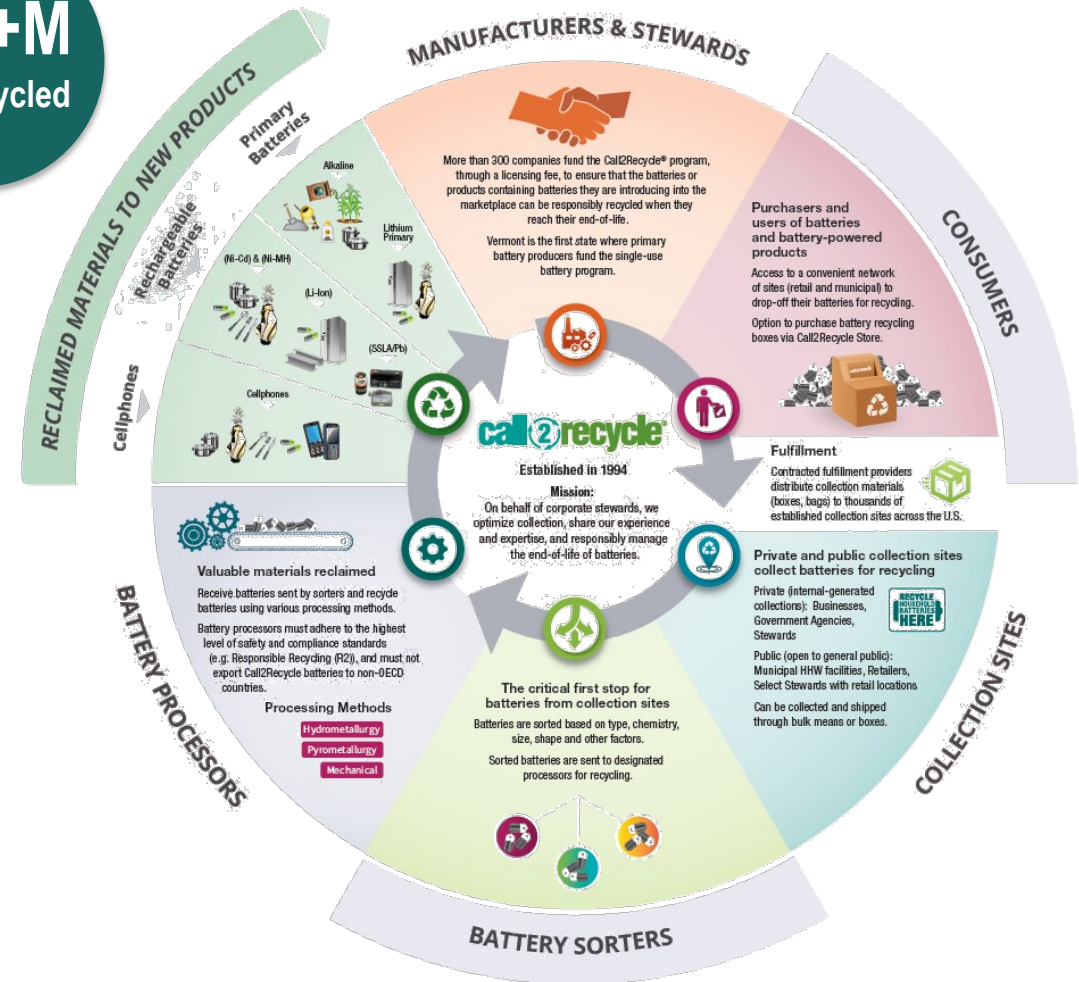 +M
ycled
MANUFACTURERS & STEWARDS
More than 300 companies fund the Call2Recycle® program,
through a licensing fee, to ensure that the batteries or
products containing batteries they are introducing into the
marketplace can be responsibly recycled when they
reach their end-of-life.
Vermont is the first state where primary
battery producers fund the single-use
battery program.
CONSUMERS
Purchasers and
users of batteries
and battery-powered
products
Access to a convenient network
of sites (retail and municipal) to
drop-off their batteries for recycling.
Option to purchase battery recycling
boxes via Call2Recycle Store.
call2recycle
Fulfillment
Contracted fulfillment providers
distribute collection materials
(boxes, bags) to thousands of
established collection sites across the U.S.
COLLECTION SITES
Private and public collection sites
collect batteries for recycling
Private (internal-generated
collections): Businesses,
Government Agencies,
Stewards
RECYCLE
HOUSEHOLD
BATTERIES
HERE
Public (open to general public):
Municipal HHW facilities, Retailers,
Select Stewards with retail locations
Can be collected and shipped
through bulk means or boxes.
BATTERY SORTERS
The critical first stop for
batteries from collection sites
Batteries are sorted based on type, chemistry,
size, shape and other factors.
Sorted batteries are sent to designated
processors for recycling.
BATTERY PROCESSORS
Valuable materials reclaimed
Receive batteries sent by sorters and recycle
batteries using various processing methods.
Battery processors must adhere to the highest
level of safety and compliance standards
(e.g. Responsible Recycling (R2)), and must not
export Call2Recycle batteries to non-OECD
countries.
Processing Methods
Hydrometallurgy
Pyrometallurgy
Mechanical
RECLAIMED MATERIALS TO NEW PRODUCTS
Cellphones
Rechargeable
Batteries
Primary
Batteries
Alkaline
Lithium
Primary
(Ni-Cd) & (Ni-MH)
(Li-Ion)
(SSLA/Pb)
Cellphones
call2recycle®
Established in 1994
Mission:
On behalf of corporate stewards, we
optimize collection, share our experience
and expertise, and responsibly manage
the end-of-life of batteries.